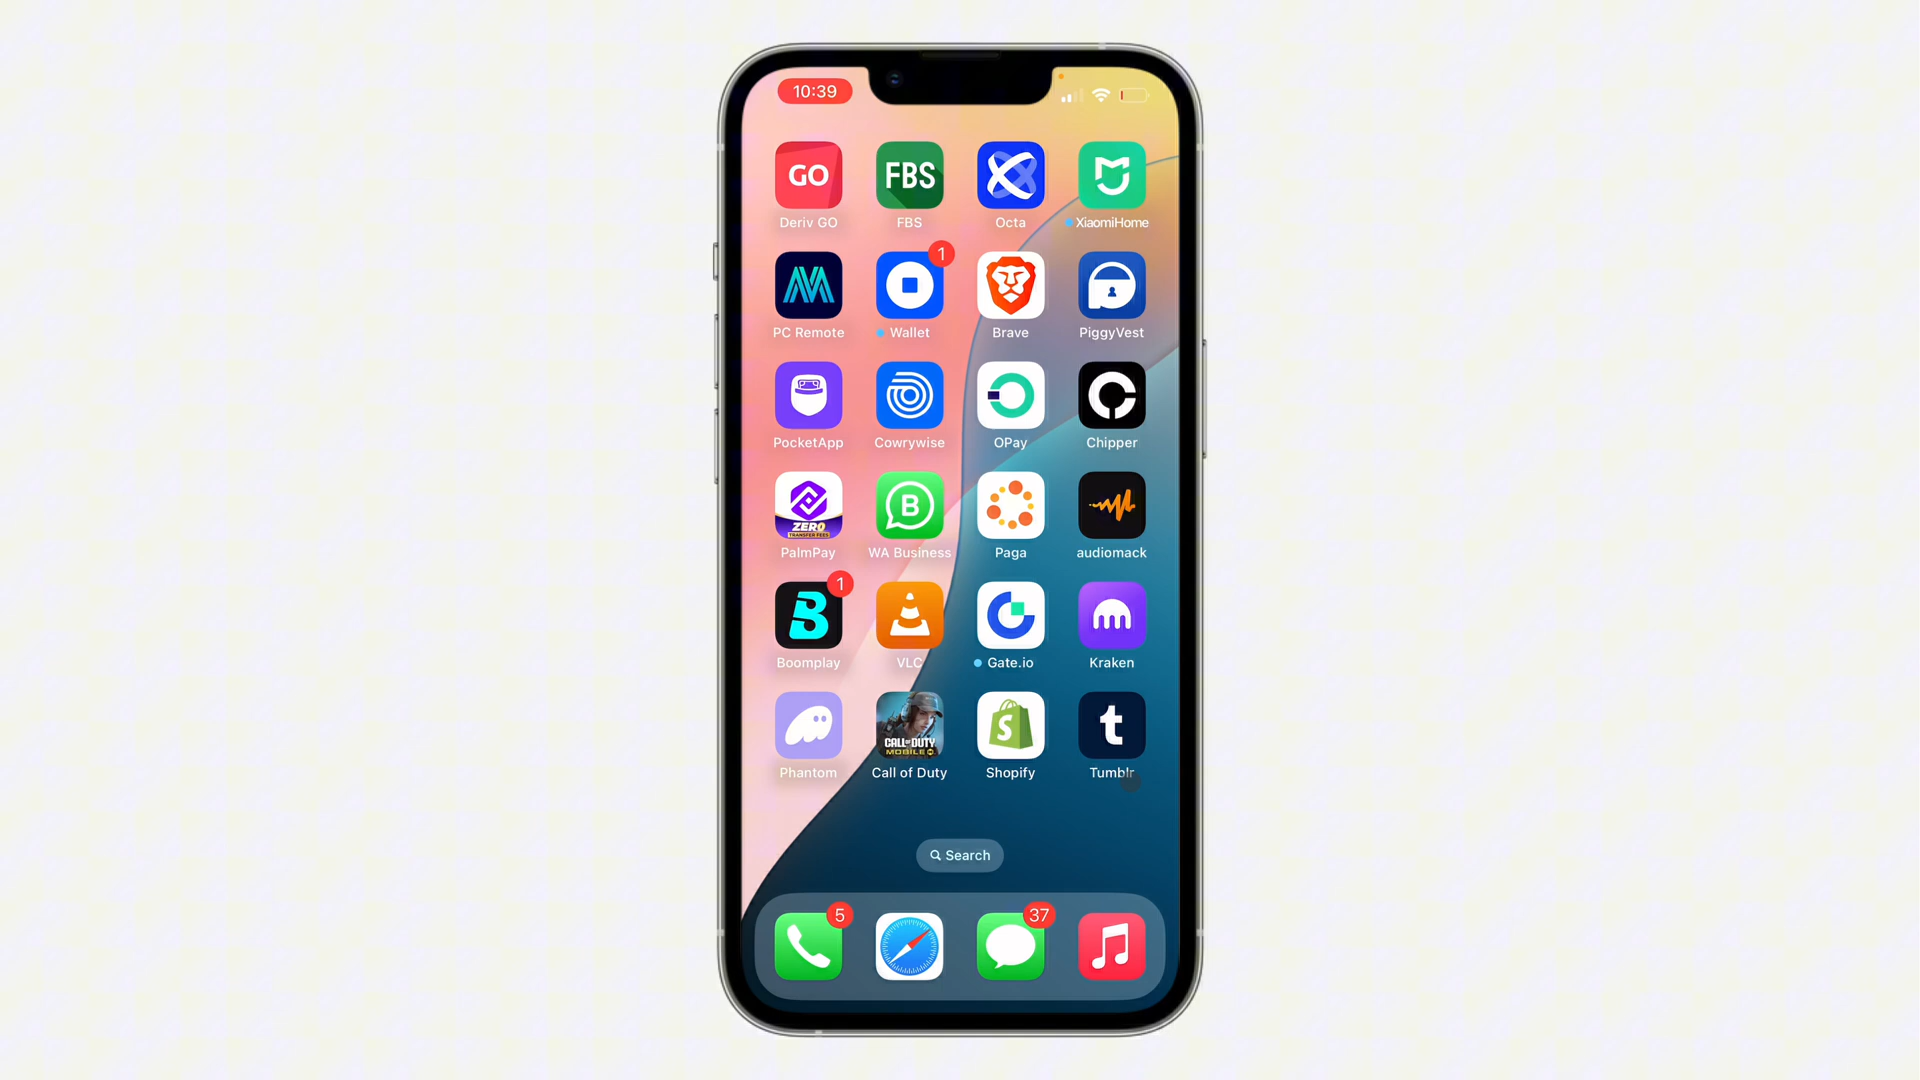 10:39
GO
FBS
Deriv GO
FBS
Octa
XiaomiHome
1
PC Remote
Wallet
Brave
PiggyVest
PocketApp
Cowrywise
OPay
Chipper
ZERO
TRANSFER FEES
B
PalmPay
WA Business
Paga
audiomack
1
B
Boomplay
VLC
Gate.io
Kraken
CALL OF DUTY
MOBILE
S
t
Phantom
Call of Duty
Shopify
Tumblr
Search
5
37